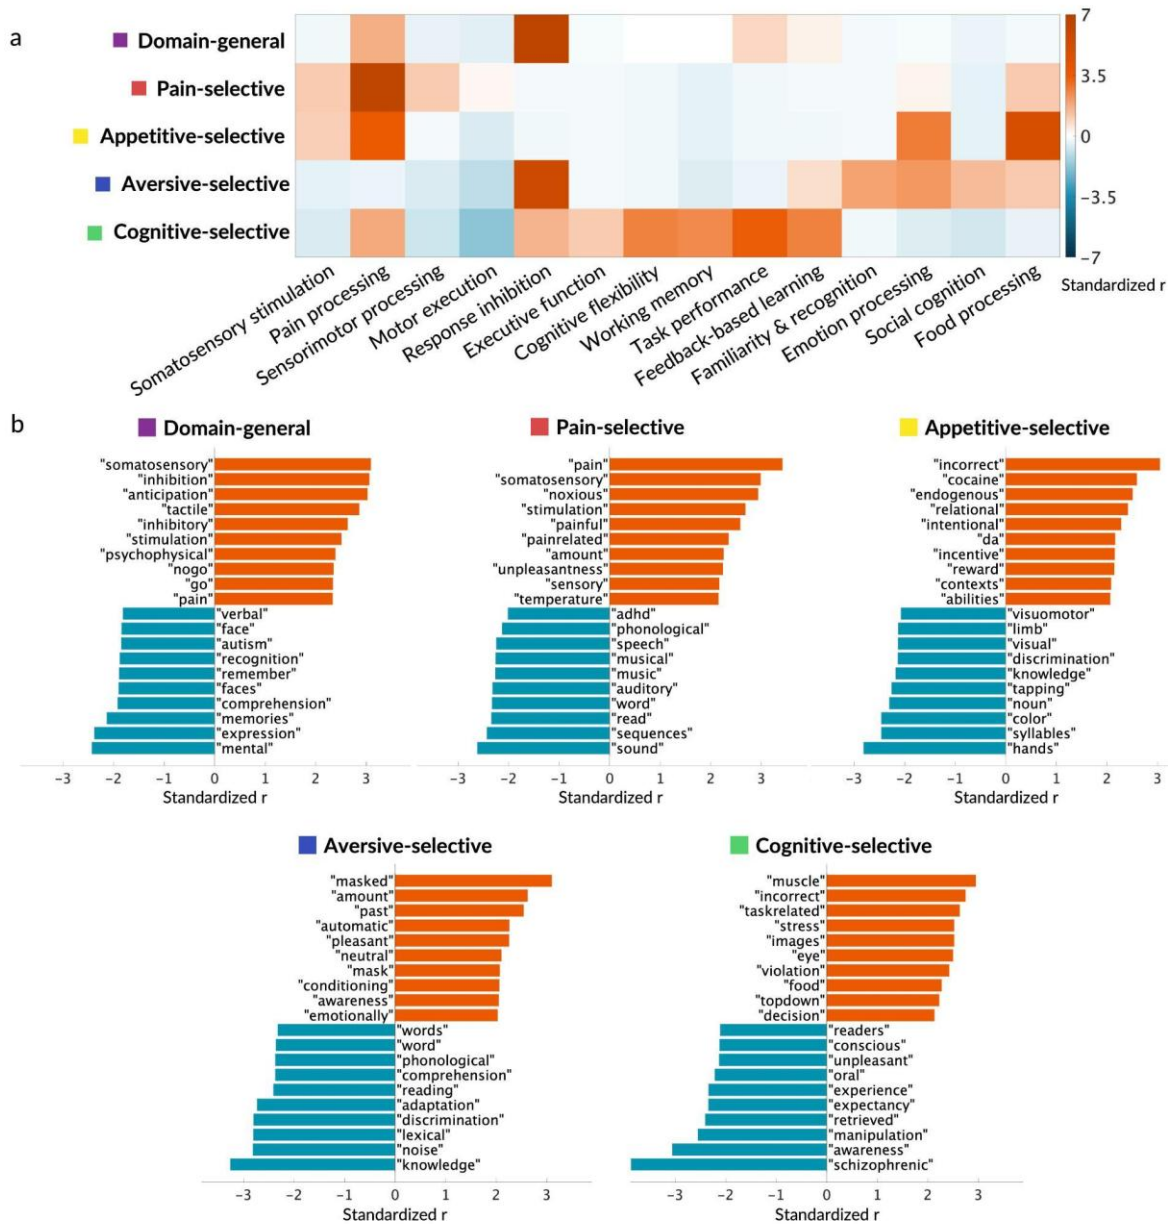 a
Domain-general
Pain-selective
Appetitive-selective
Aversive-selective
Cognitive-selective
7
3.5
0
-3.5
-7
Standardized r
Somatosensory stimulation
Pain processing
Sensorimotor processing
Motor execution
Response inhibition
Executive function
Cognitive flexibility
Working memory
Task performance
Feedback-based learning
Familiarity & recognition
Emotion processing
Social cognition
Food processing
b
Domain-general
"somatosensory"
"inhibition"
"anticipation"
"tactile"
"inhibitory"
"stimulation"
"psychophysical"
"nogo"
"go"
"pain"
"verbal"
"face"
"autism"
"recognition"
"remember"
"faces"
"comprehension"
"memories"
"expression"
"mental"
-3 -2 -1 0 1 2 3
Standardized r
Pain-selective
"pain"
"somatosensory"
"noxious"
"stimulation"
"painful"
"painrelated"
"amount"
"unpleasantness"
"sensory"
"temperature"
"adhd"
"phonological"
"speech"
"musical"
"music"
"auditory"
"word"
"read"
"sequences"
"sound"
-3 -2 -1 0 1 2 3
Standardized r
Appetitive-selective
"incorrect"
"cocaine"
"endogenous"
"relational"
"intentional"
"da"
"incentive"
"reward"
"contexts"
"abilities"
"visuomotor"
"limb"
"visual"
"discrimination"
"knowledge"
"tapping"
"noun"
"color"
"syllables"
"hands"
-3 -2 -1 0 1 2 3
Standardized r
Aversive-selective
"masked"
"amount"
"past"
"automatic"
"pleasant"
"neutral"
"mask"
"conditioning"
"awareness"
"emotionally"
"words"
"word"
"phonological"
"comprehension"
"reading"
"adaptation"
"discrimination"
"lexical"
"noise"
"knowledge"
-3 -2 -1 0 1 2 3
Standardized r
Cognitive-selective
"muscle"
"incorrect"
"taskrelated"
"stress"
"images"
"eye"
"violation"
"food"
"topdown"
"decision"
"readers"
"conscious"
"unpleasant"
"oral"
"experience"
"expectancy"
"retrieved"
"manipulation"
"awareness"
"schizophrenic"
-3 -2 -1 0 1 2 3
Standardized r